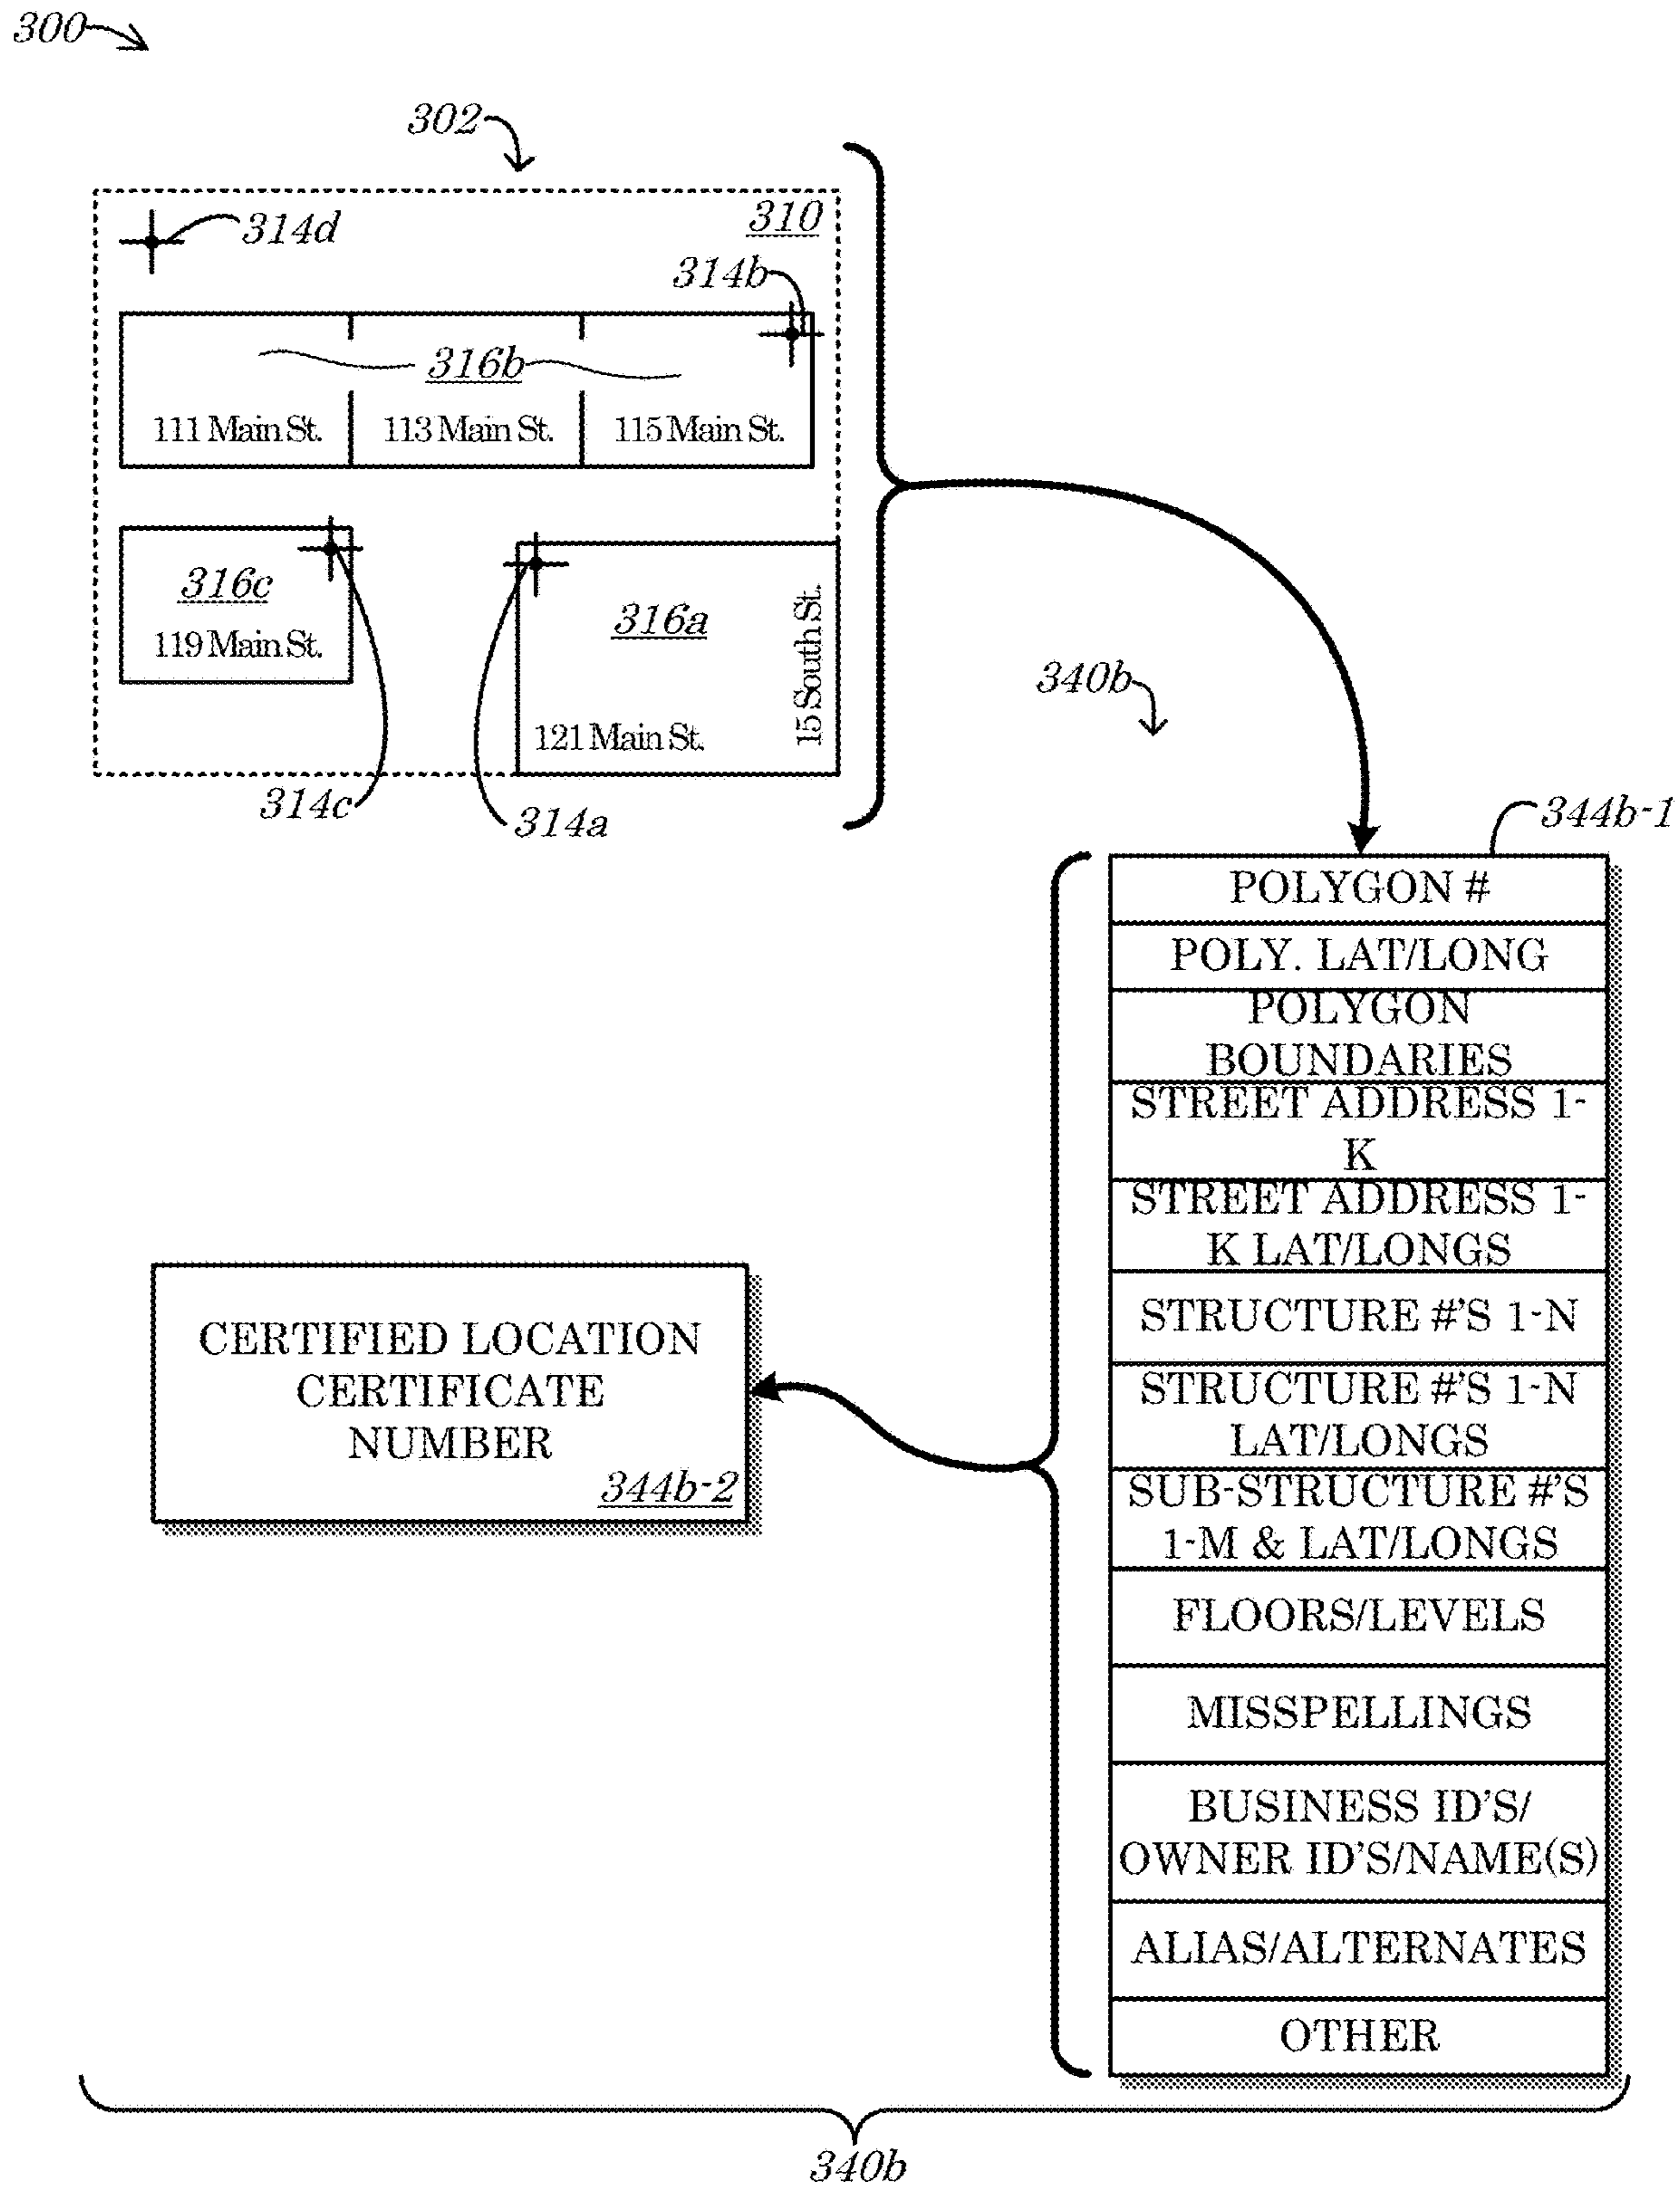 300
302
310
314d
314b
316b
111 Main St.
113 Main St.
115 Main St.
316c
119 Main St.
316a
15 South St.
121 Main St.
314c
314a
340b
344b-1
POLYGON #
POLY. LAT/LONG
POLYGON
BOUNDARIES
STREET ADDRESS 1-
K
STREET ADDRESS 1-
K LAT/LONGS
STRUCTURE #'S 1-N
STRUCTURE #'S 1-N
LAT/LONGS
SUB-STRUCTURE #'S
1-M & LAT/LONGS
FLOORS/LEVELS
MISSPELLINGS
BUSINESS ID'S/
OWNER ID'S/NAME(S)
ALIAS/ALTERNATES
OTHER
CERTIFIED LOCATION
CERTIFICATE
NUMBER
344b-2
340b